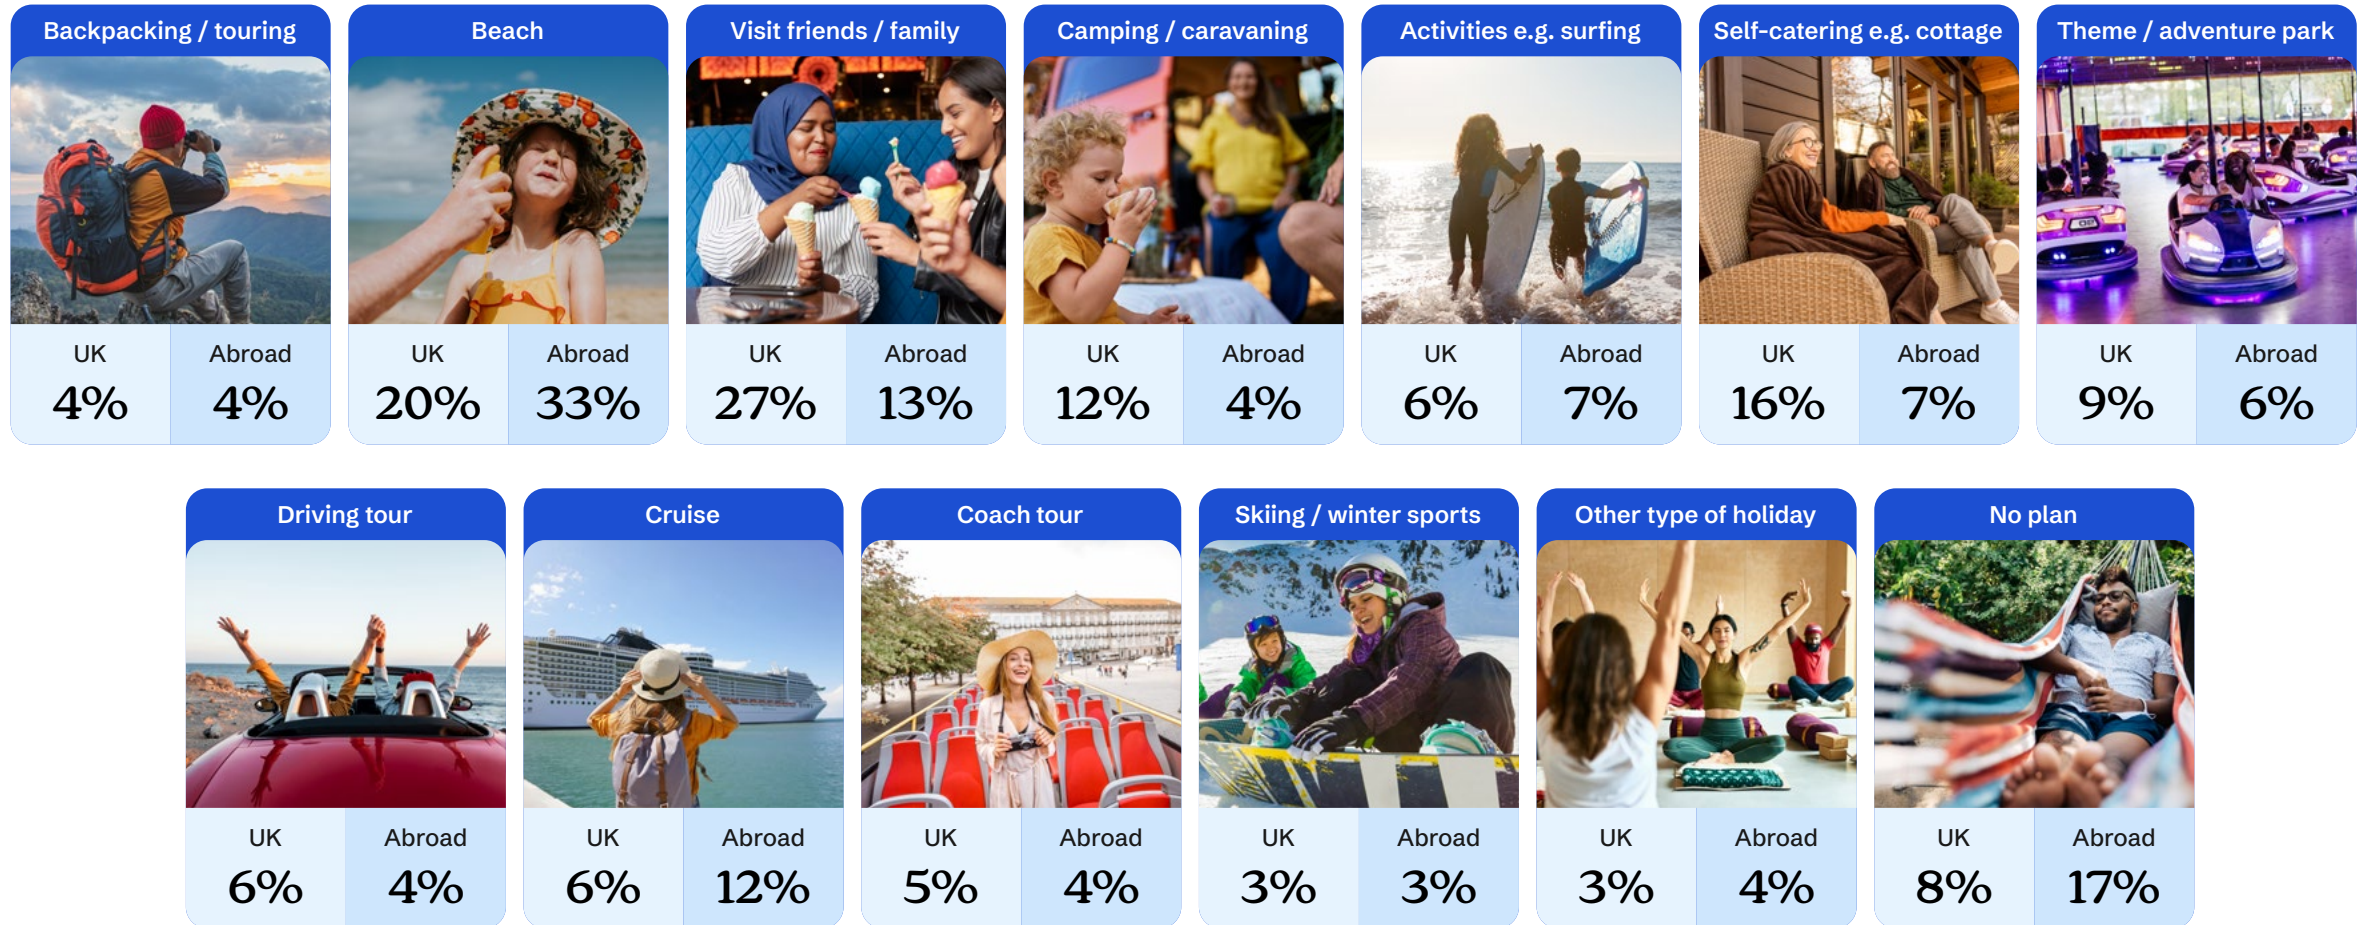 Backpacking / touring
Beach
Visit friends / family
Camping / caravaning
Activities e.g. surfing
Self-catering e.g. cottage
Theme / adventure park
UK Abroad
4% 4%
UK Abroad
20% 33%
UK Abroad
27% 13%
UK Abroad
12% 4%
UK Abroad
6% 7%
UK Abroad
16% 7%
UK Abroad
9% 6%
Driving tour
Cruise
Coach tour
Skiing / winter sports
Other type of holiday
No plan
UK Abroad
6% 4%
UK Abroad
6% 12%
UK Abroad
5% 4%
UK Abroad
3% 3%
UK Abroad
3% 4%
UK Abroad
8% 17%